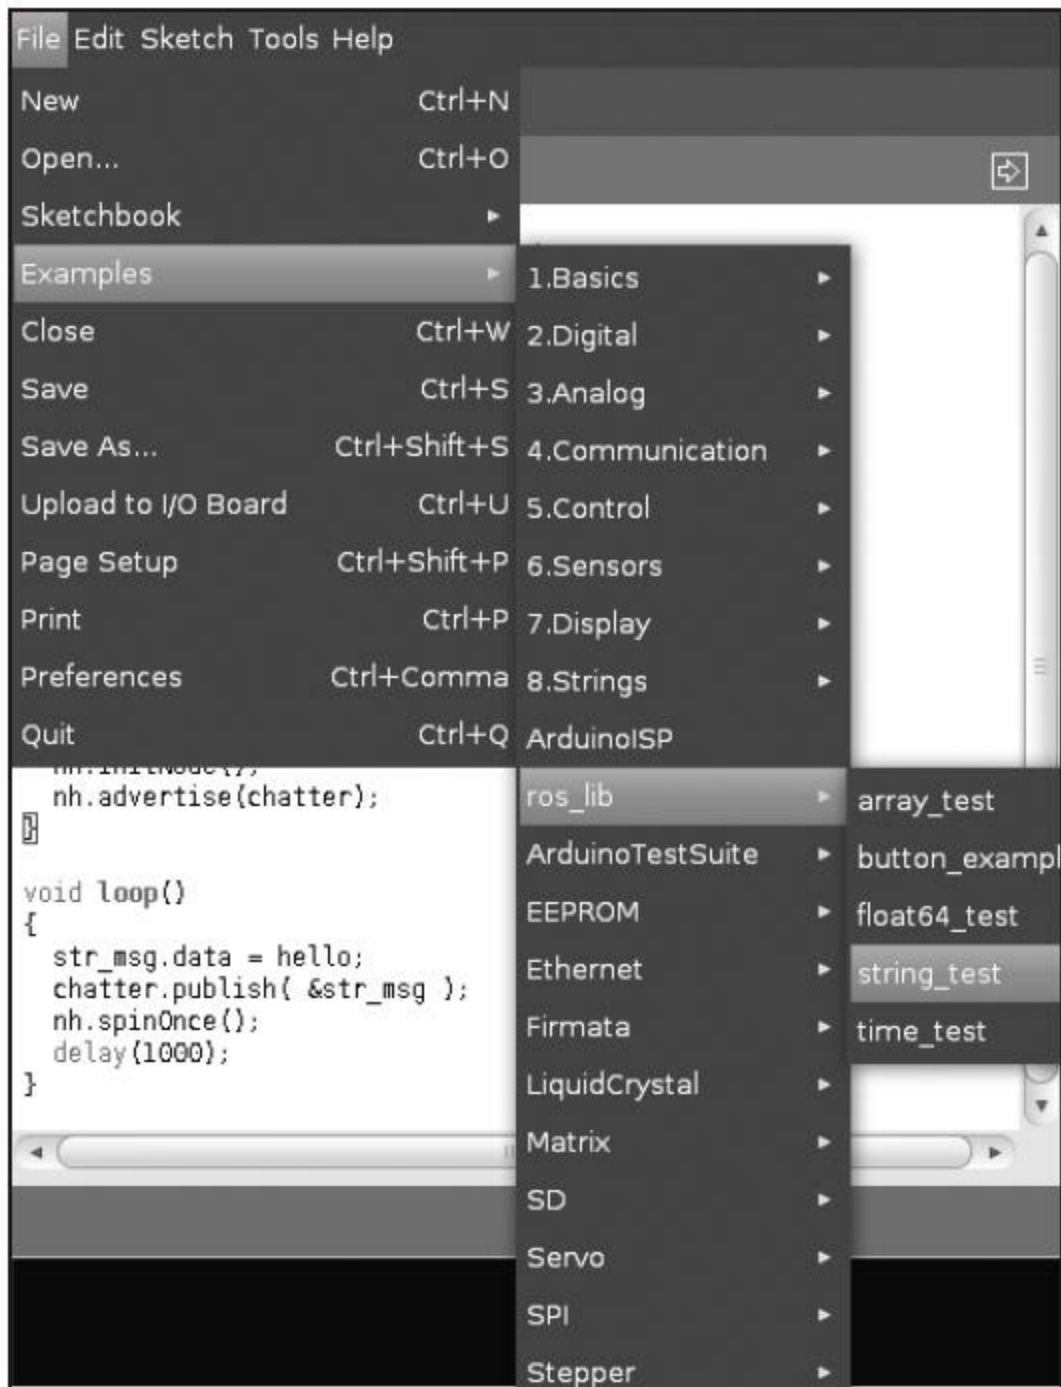 File Edit Sketch Tools Help
New Ctrl+N
Open... Ctrl+O
Sketchbook
Examples
Close Ctrl+W
Save Ctrl+S
Save As... Ctrl+Shift+S
Upload to I/O Board Ctrl+U
Page Setup Ctrl+Shift+P
Print Ctrl+P
Preferences Ctrl+Comma
Quit Ctrl+Q
1.Basics
2.Digital
3.Analog
4.Communication
5.Control
6.Sensors
7.Display
8.Strings
ArduinoISP
ros_lib
ArduinoTestSuite
EEPROM
Ethernet
Firmata
LiquidCrystal
Matrix
SD
Servo
SPI
Stepper
array_test
button_exampl
float64_test
string_test
time_test
nh.advertise(chatter);
}
void loop()
{
str_msg.data = hello;
chatter.publish( &str_msg );
nh.spinOnce();
delay(1000);
}